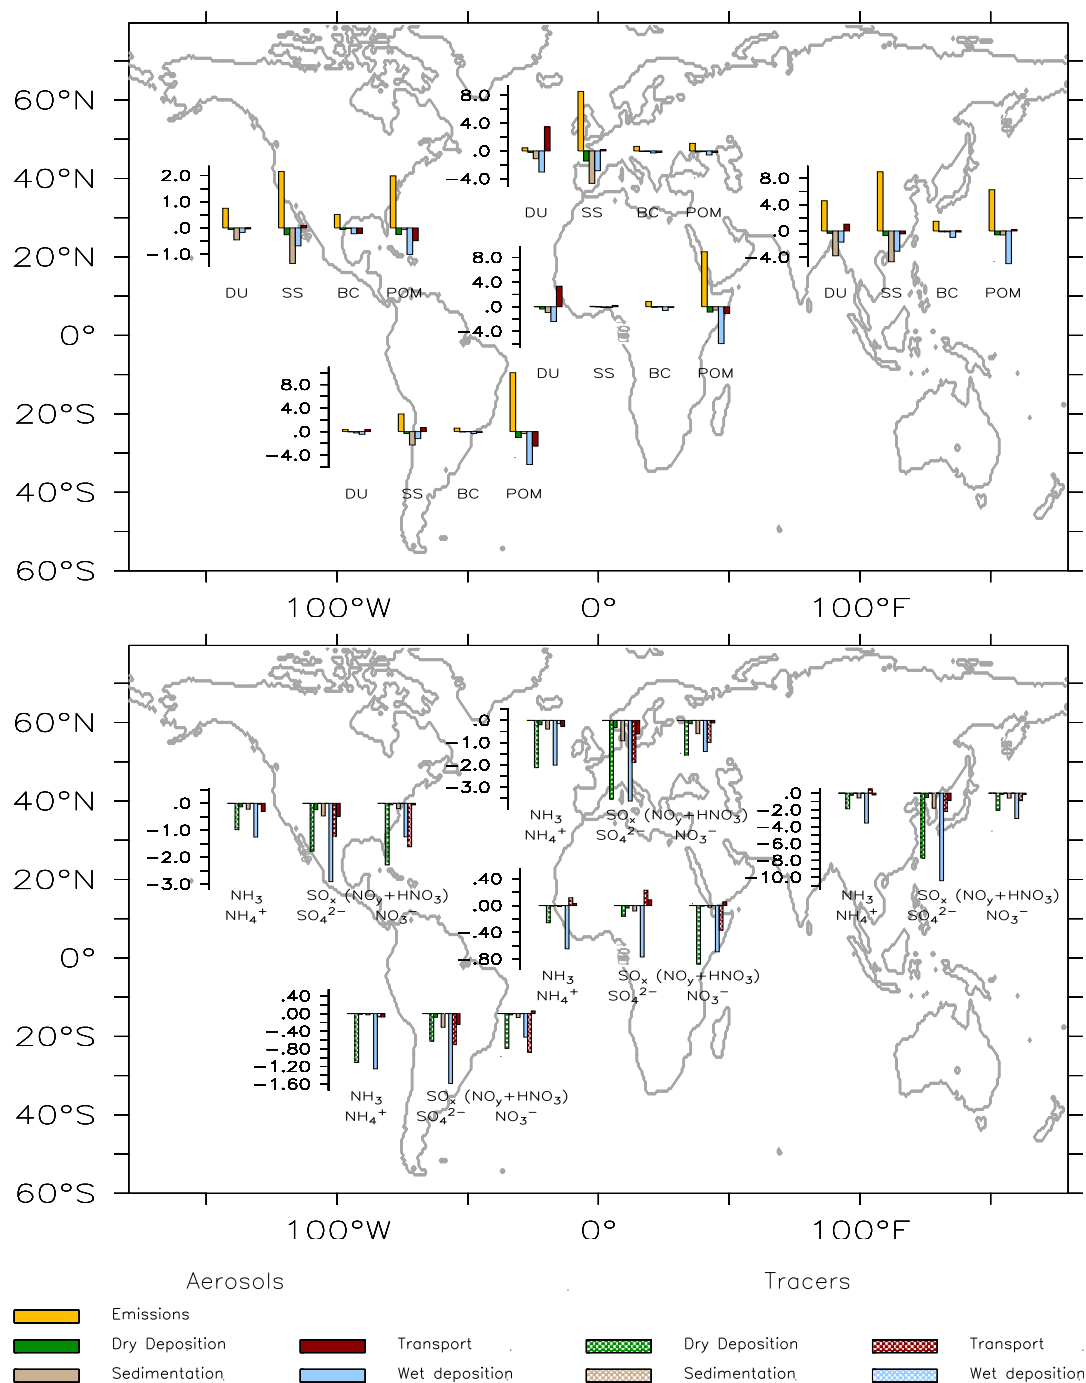 60°N
40°N
20°N
0°
20°S
40°S
60°S
100°W
0°
100°E
8.0
4.0
.0
−4.0
DU SS BC POM
2.0
1.0
.0
−1.0
DU SS BC POM
8.0
4.0
.0
−4.0
DU SS BC POM
8.0
4.0
.0
−4.0
DU SS BC POM
8.0
4.0
.0
−4.0
DU SS BC POM
60°N
40°N
20°N
0°
20°S
40°S
60°S
100°W
0°
100°E
.0
−1.0
−2.0
−3.0
NH₃ SOₓ (NOᵧ+HNO₃)
NH₄⁺ SO₄²⁻ NO₃⁻
.0
−1.0
−2.0
−3.0
NH₃ SOₓ (NOᵧ+HNO₃)
NH₄⁺ SO₄²⁻ NO₃⁻
.0
−2.0
−4.0
−6.0
−8.0
−10.0
NH₃ SOₓ (NOᵧ+HNO₃)
NH₄⁺ SO₄²⁻ NO₃⁻
.40
.00
−.40
−.80
NH₃ SOₓ (NOᵧ+HNO₃)
NH₄⁺ SO₄²⁻ NO₃⁻
.40
.00
−.40
−.80
−1.20
−1.60
NH₃ SOₓ (NOᵧ+HNO₃)
NH₄⁺ SO₄²⁻ NO₃⁻
Aerosols Tracers
Emissions
Dry Deposition Transport Dry Deposition Transport
Sedimentation Wet deposition Sedimentation Wet deposition